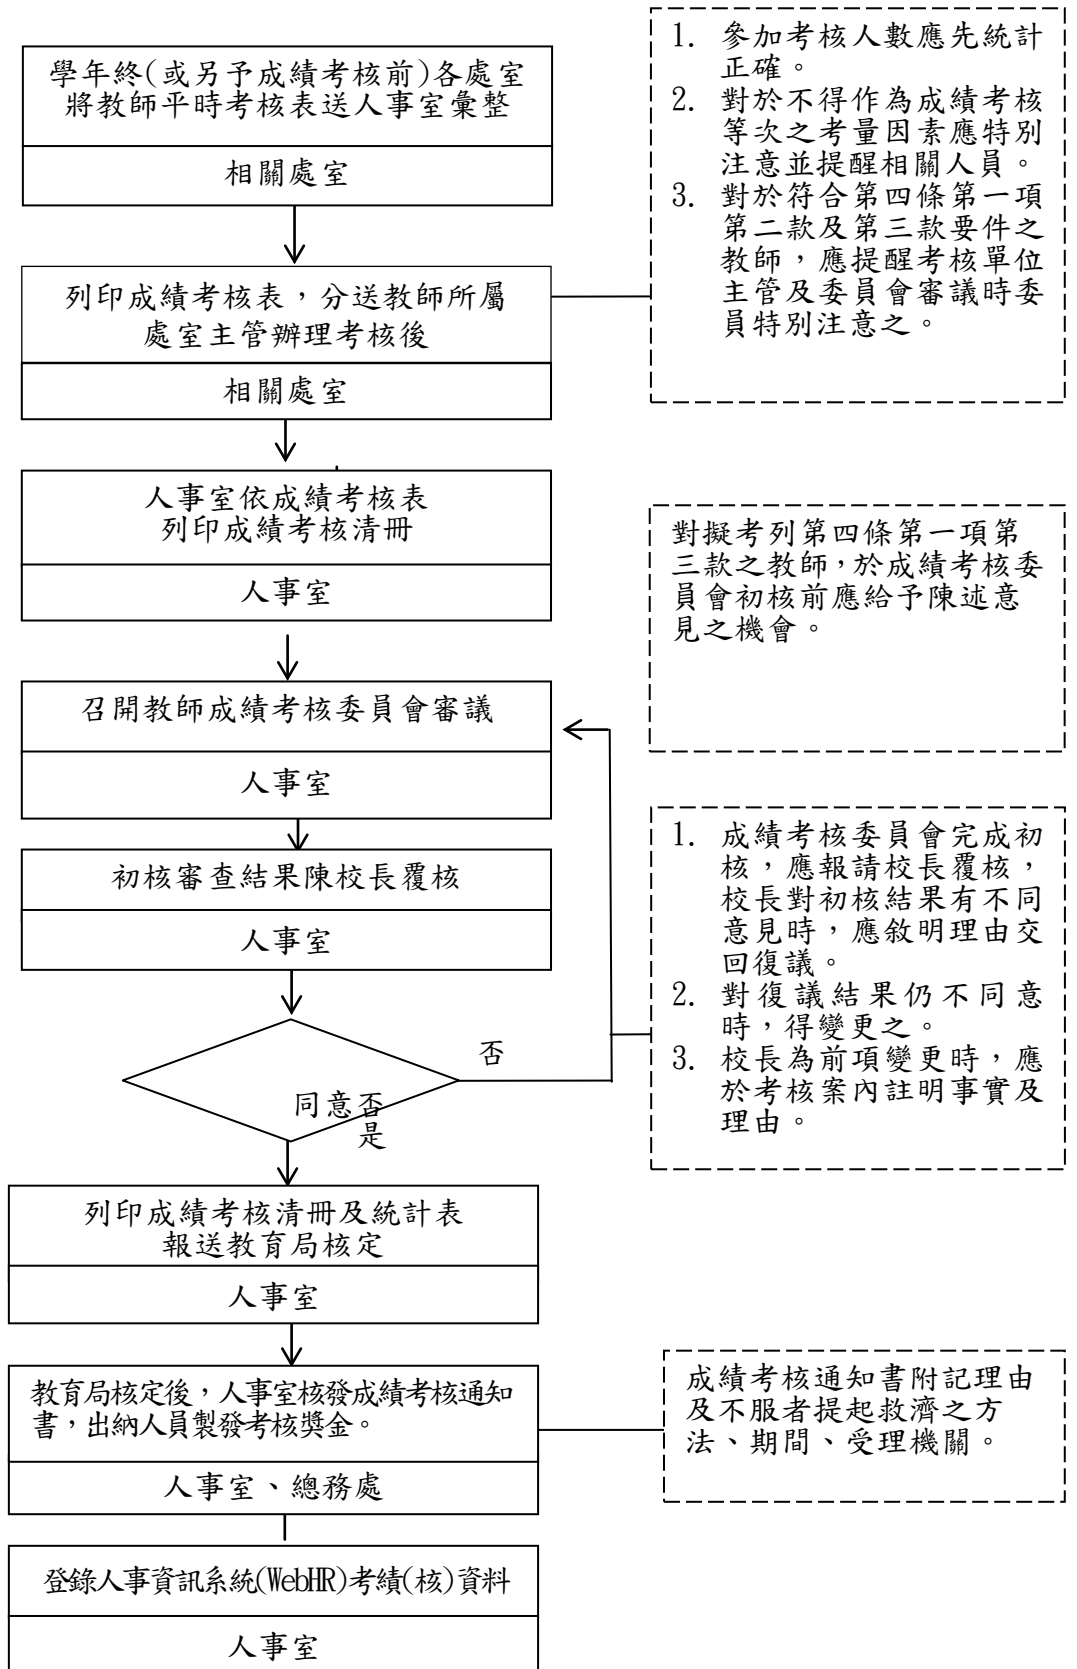 學年終(或另予成績考核前)各處室
將教師平時考核表送人事室彙整
相關處室
1. 參加考核人數應先統計
正確。
2. 對於不得作為成績考核
等次之考量因素應特別
注意並提醒相關人員。
3. 對於符合第四條第一項
第二款及第三款要件之
教師，應提醒考核單位
主管及委員會審議時委
員特別注意之。
列印成績考核表，分送教師所屬
處室主管辦理考核後
相關處室
人事室依成績考核表
列印成績考核清冊
人事室
對擬考列第四條第一項第
三款之教師，於成績考核委
員會初核前應給予陳述意
見之機會。
召開教師成績考核委員會審議
人事室
初核審查結果陳校長覆核
人事室
1. 成績考核委員會完成初
核，應報請校長覆核，
校長對初核結果有不同
意見時，應敘明理由交
回復議。
2. 對復議結果仍不同意
時，得變更之。
3. 校長為前項變更時，應
於考核案內註明事實及
理由。
否
同意否
是
列印成績考核清冊及統計表
報送教育局核定
人事室
教育局核定後，人事室核發成績考核通知
書，出納人員製發考核獎金。
人事室、總務處
成績考核通知書附記理由
及不服者提起救濟之方
法、期間、受理機關。
登錄人事資訊系統(WebHR)考績(核)資料
人事室